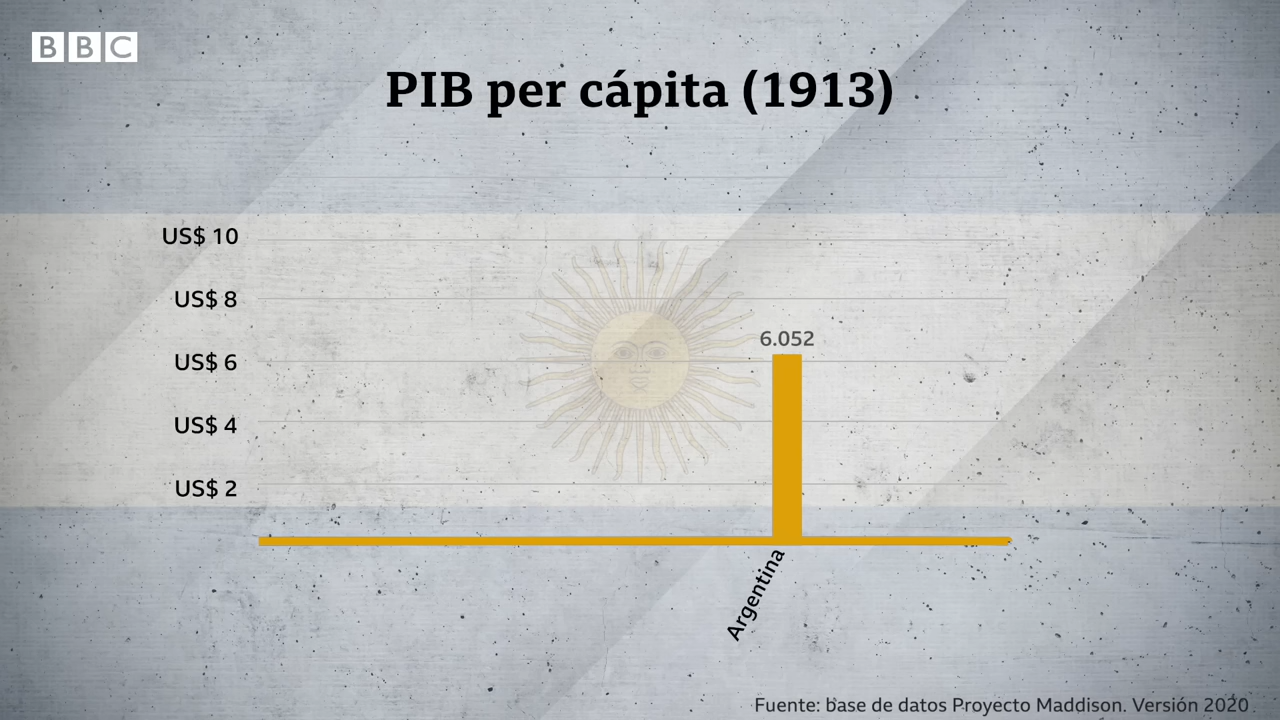 BBC
PIB per cápita (1913)
US$ 10
US$ 8
6.052
US$ 6
US$ 4
US$ 2
Argentina
Fuente: base de datos Proyecto Maddison. Versión 2020